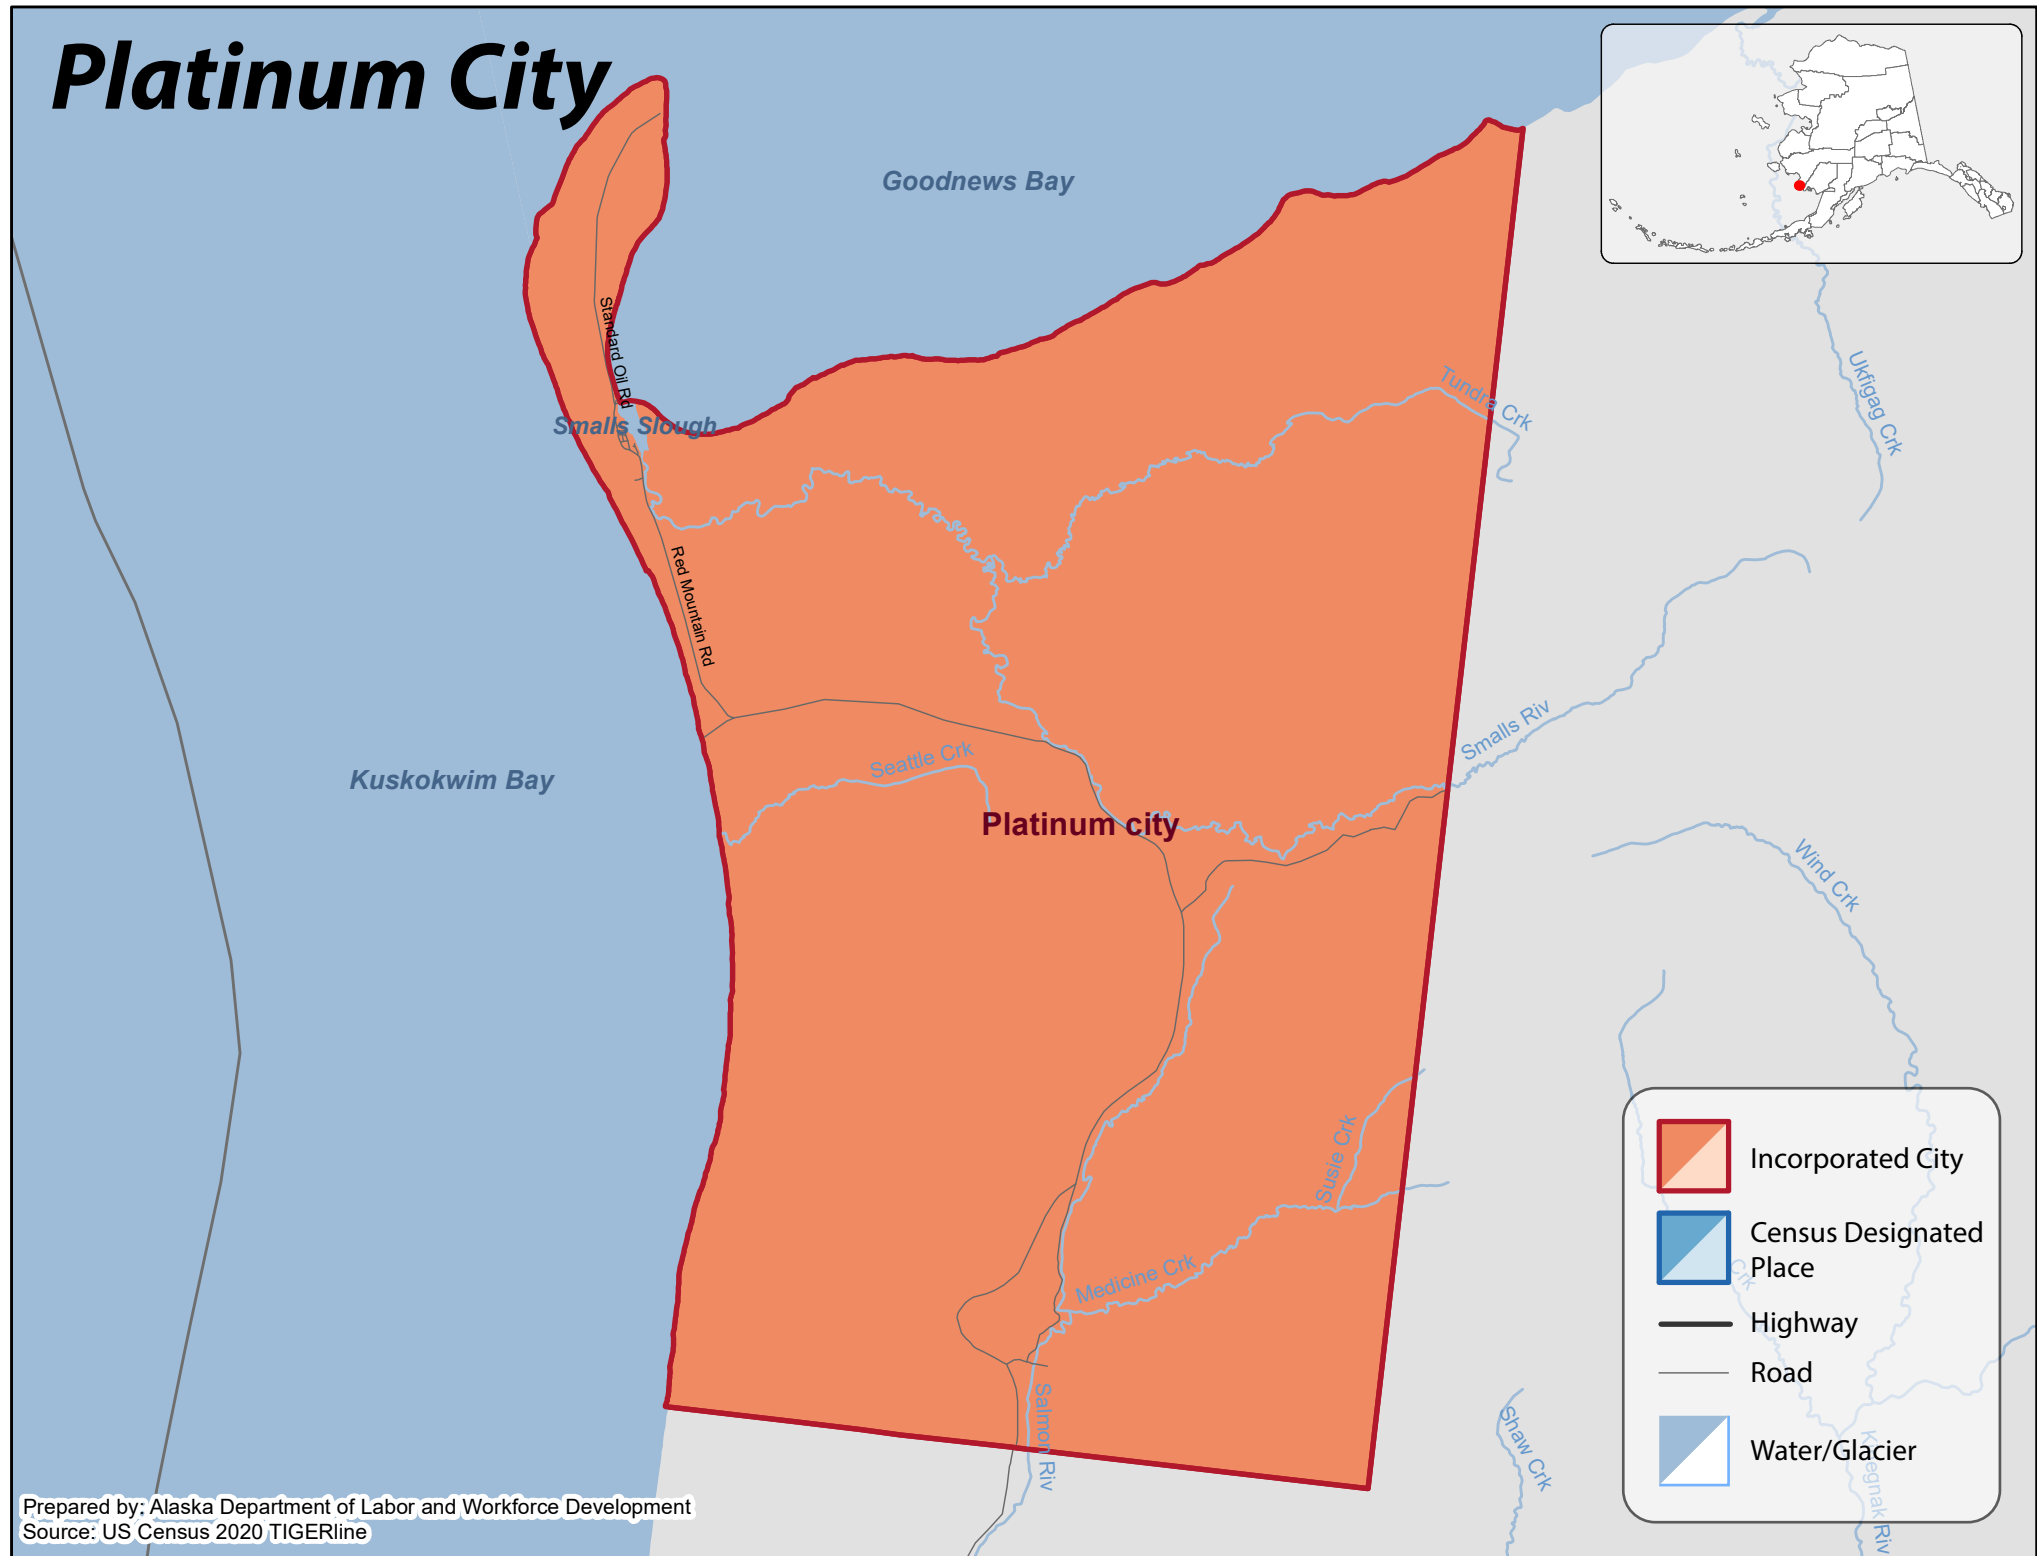 Platinum City
Goodnews Bay
Standard Oil Rd
Smalls Slough
Tundra Crk
Ukfigag Crk
Red Mountain Rd
Smalls Riv
Seattle Crk
Kuskokwim Bay
Platinum city
Wind Crk
Susie Crk
Medicine Crk
Salmon Riv
Shaw Crk
Crk
Riv
Incorporated City
Census Designated
Place
Highway
Road
Water/Glacier
Prepared by: Alaska Department of Labor and Workforce Development
Source: US Census 2020 TIGERline